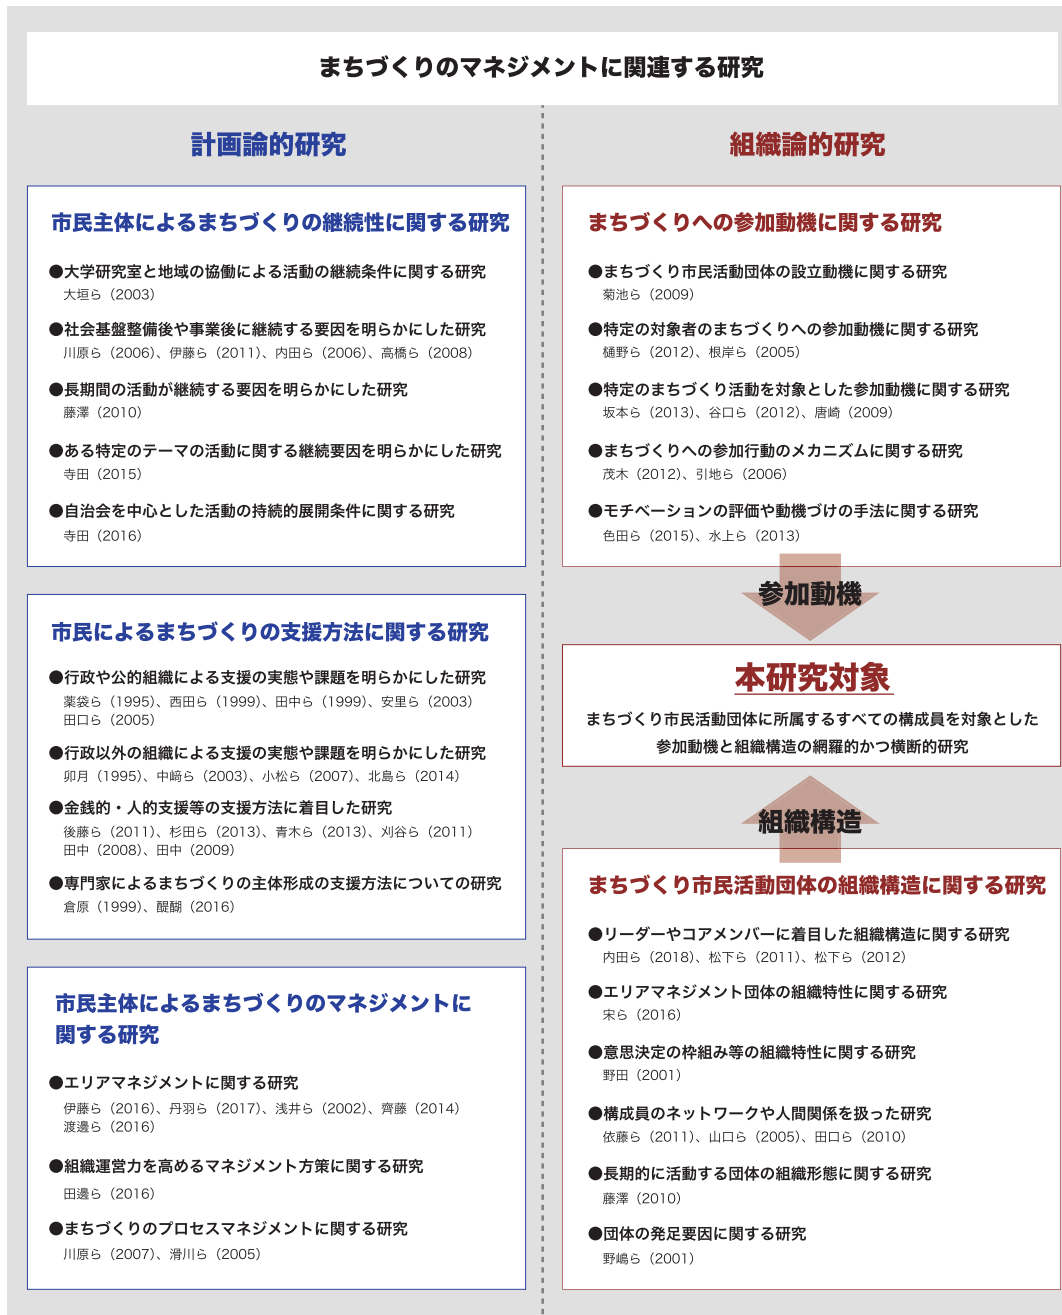 まちづくりのマネジメントに関連する研究
計画論的研究
市民主体によるまちづくりの継続性に関する研究
●大学研究室と地域の協働による活動の継続条件に関する研究
大垣ら（2003）
●社会基盤整備後や事業後に継続する要因を明らかにした研究
川原ら（2006）、伊藤ら（2011）、内田ら（2006）、高橋ら（2008）
●長期間の活動が継続する要因を明らかにした研究
藤澤（2010）
●ある特定のテーマの活動に関する継続要因を明らかにした研究
寺田（2015）
●自治会を中心とした活動の持続的展開条件に関する研究
寺田（2016）
市民によるまちづくりの支援方法に関する研究
●行政や公的組織による支援の実態や課題を明らかにした研究
薬袋ら（1995）、西田ら（1999）、田中ら（1999）、安里ら（2003）
田口ら（2005）
●行政以外の組織による支援の実態や課題を明らかにした研究
卯月（1995）、中﨑ら（2003）、小松ら（2007）、北島ら（2014）
●金銭的・人的支援等の支援方法に着目した研究
後藤ら（2011）、杉田ら（2013）、青木ら（2013）、刈谷ら（2011）
田中（2008）、田中（2009）
●専門家によるまちづくりの主体形成の支援方法についての研究
倉原（1999）、醍醐（2016）
市民主体によるまちづくりのマネジメントに
関する研究
●エリアマネジメントに関する研究
伊藤ら（2016）、丹羽ら（2017）、浅井ら（2002）、齊藤（2014）
渡邊ら（2016）
●組織運営力を高めるマネジメント方策に関する研究
田邊ら（2016）
●まちづくりのプロセスマネジメントに関する研究
川原ら（2007）、滑川ら（2005）
組織論的研究
まちづくりへの参加動機に関する研究
●まちづくり市民活動団体の設立動機に関する研究
菊池ら（2009）
●特定の対象者のまちづくりへの参加動機に関する研究
樋野ら（2012）、根岸ら（2005）
●特定のまちづくり活動を対象とした参加動機に関する研究
坂本ら（2013）、谷口ら（2012）、唐崎（2009）
●まちづくりへの参加行動のメカニズムに関する研究
茂木（2012）、引地ら（2006）
●モチベーションの評価や動機づけの手法に関する研究
色田ら（2015）、水上ら（2013）
参加動機
本研究対象
まちづくり市民活動団体に所属するすべての構成員を対象とした
参加動機と組織構造の網羅的かつ横断的研究
組織構造
まちづくり市民活動団体の組織構造に関する研究
●リーダーやコアメンバーに着目した組織構造に関する研究
内田ら（2018）、松下ら（2011）、松下ら（2012）
●エリアマネジメント団体の組織特性に関する研究
宋ら（2016）
●意思決定の枠組み等の組織特性に関する研究
野田（2001）
●構成員のネットワークや人間関係を扱った研究
依藤ら（2011）、山口ら（2005）、田口ら（2010）
●長期的に活動する団体の組織形態に関する研究
藤澤（2010）
●団体の発足要因に関する研究
野嶋ら（2001）